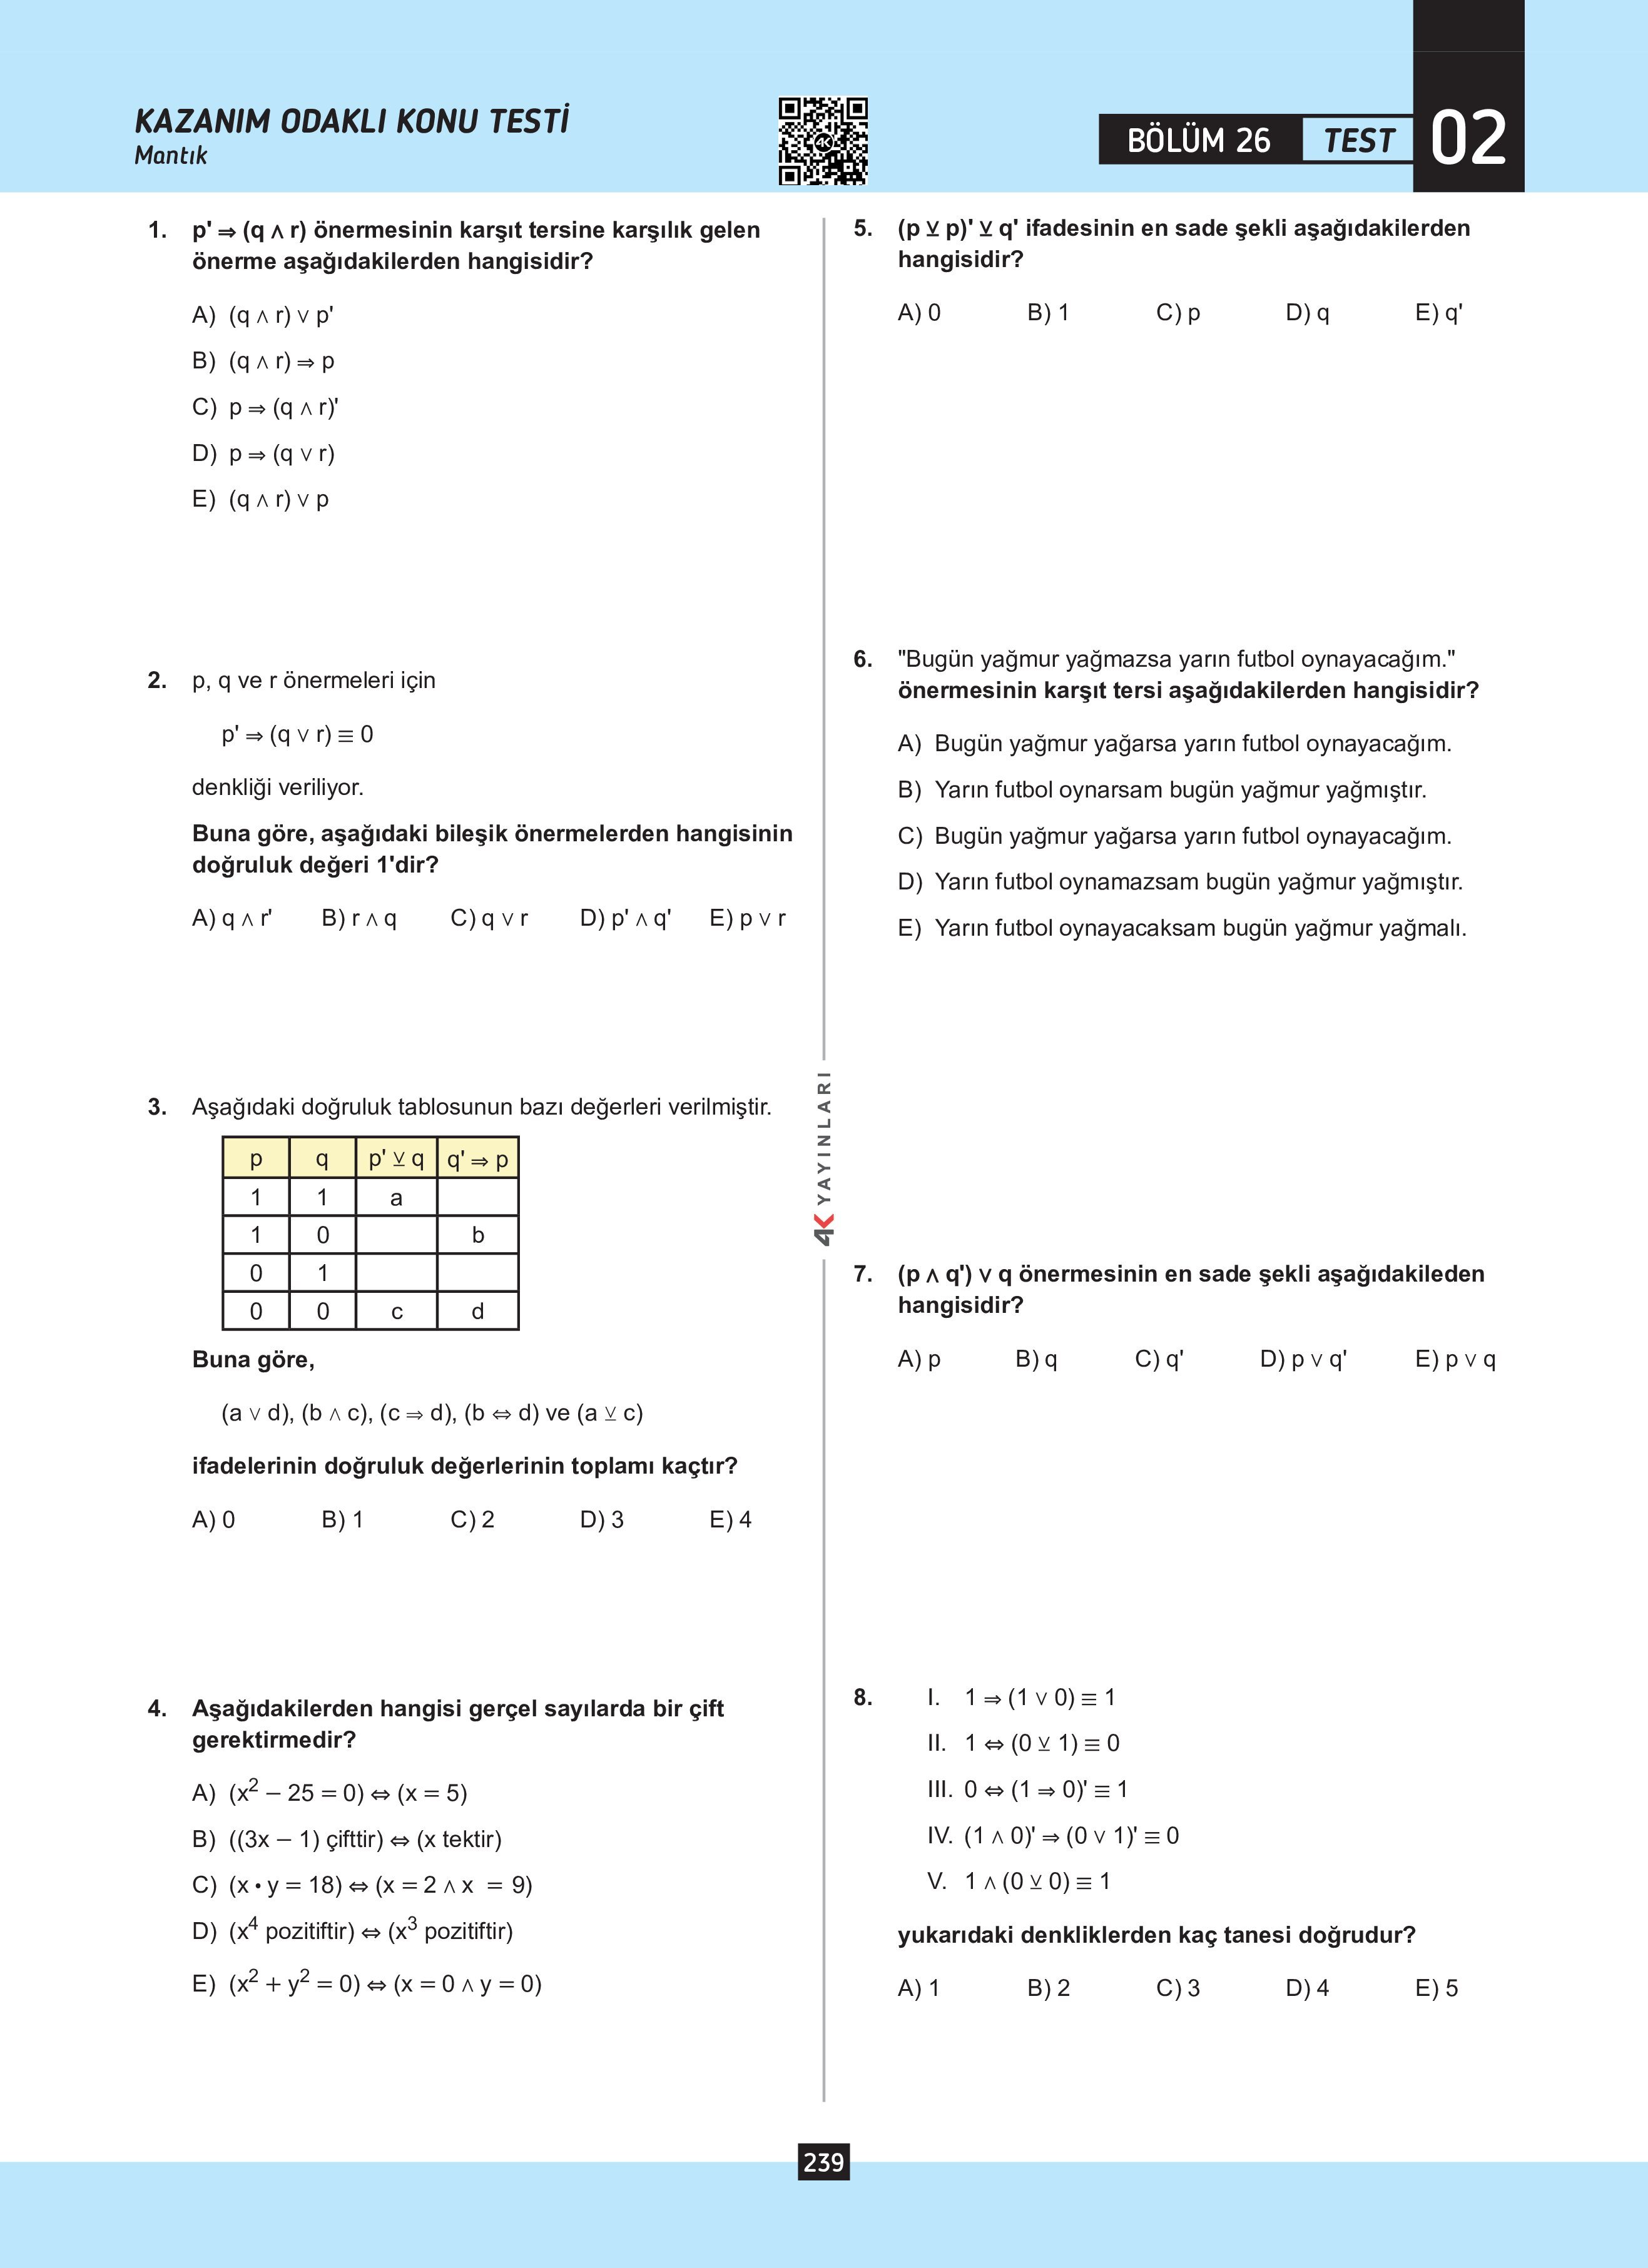 KAZANIM ODAKLI KONU TESTİ
Mantık
BÖLÜM 26 TEST 02
1. p' ⇒ (q ∧ r) önermesinin karşıt tersine karşılık gelen
önerme aşağıdakilerden hangisidir?
A) (q ∧ r) ∨ p'
B) (q ∧ r) ⇒ p
C) p ⇒ (q ∧ r)'
D) p ⇒ (q ∨ r)
E) (q ∧ r) ∨ p
2. p, q ve r önermeleri için
p' ⇒ (q ∨ r) ≡ 0
denkliği veriliyor.
Buna göre, aşağıdaki bileşik önermelerden hangisinin
doğruluk değeri 1'dir?
A) q ∧ r' B) r ∧ q C) q ∨ r D) p' ∧ q' E) p ∨ r
3. Aşağıdaki doğruluk tablosunun bazı değerleri verilmiştir.
p q p' ⊻ q q' ⇒ p
1 1 a
1 0 b
0 1
0 0 c d
Buna göre,
(a ∨ d), (b ∧ c), (c ⇒ d), (b ⇔ d) ve (a ⊻ c)
ifadelerinin doğruluk değerlerinin toplamı kaçtır?
A) 0 B) 1 C) 2 D) 3 E) 4
4. Aşağıdakilerden hangisi gerçel sayılarda bir çift
gerektirmedir?
A) (x² – 25 = 0) ⇔ (x = 5)
B) ((3x – 1) çifttir) ⇔ (x tektir)
C) (x • y = 18) ⇔ (x = 2 ∧ x = 9)
D) (x⁴ pozitiftir) ⇔ (x³ pozitiftir)
E) (x² + y² = 0) ⇔ (x = 0 ∧ y = 0)
4K YAYINLARI
5. (p ⊻ p)' ⊻ q' ifadesinin en sade şekli aşağıdakilerden
hangisidir?
A) 0 B) 1 C) p D) q E) q'
6. "Bugün yağmur yağmazsa yarın futbol oynayacağım."
önermesinin karşıt tersi aşağıdakilerden hangisidir?
A) Bugün yağmur yağarsa yarın futbol oynayacağım.
B) Yarın futbol oynarsam bugün yağmur yağmıştır.
C) Bugün yağmur yağarsa yarın futbol oynayacağım.
D) Yarın futbol oynamazsam bugün yağmur yağmıştır.
E) Yarın futbol oynayacaksam bugün yağmur yağmalı.
7. (p ∧ q') ∨ q önermesinin en sade şekli aşağıdakileden
hangisidir?
A) p B) q C) q' D) p ∨ q' E) p ∨ q
8. I. 1 ⇒ (1 ∨ 0) ≡ 1
II. 1 ⇔ (0 ⊻ 1) ≡ 0
III. 0 ⇔ (1 ⇒ 0)' ≡ 1
IV. (1 ∧ 0)' ⇒ (0 ∨ 1)' ≡ 0
V. 1 ∧ (0 ⊻ 0) ≡ 1
yukarıdaki denkliklerden kaç tanesi doğrudur?
A) 1 B) 2 C) 3 D) 4 E) 5
239